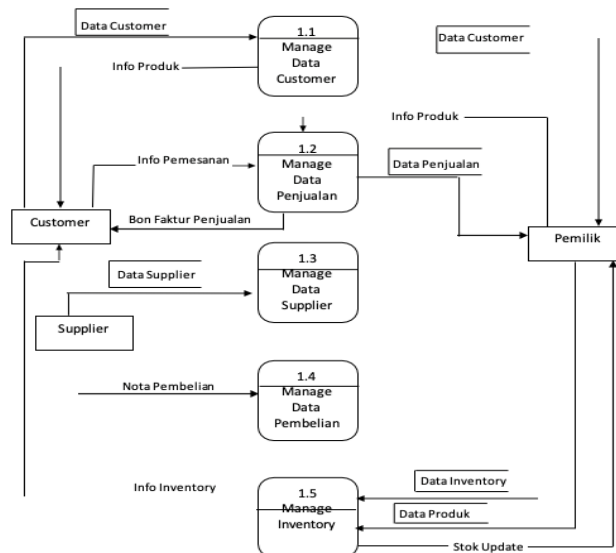 Data Customer
1.1
Manage
Data
Customer
Data Customer
Info Produk
Info Produk
1.2
Manage
Data
Penjualan
Info Pemesanan
Data Penjualan
Customer
Bon Faktur Penjualan
Pemilik
1.3
Manage
Data
Supplier
Data Supplier
Supplier
1.4
Manage
Data
Pembelian
Nota Pembelian
Info Inventory
1.5
Manage
Inventory
Data Inventory
Data Produk
Stok Update